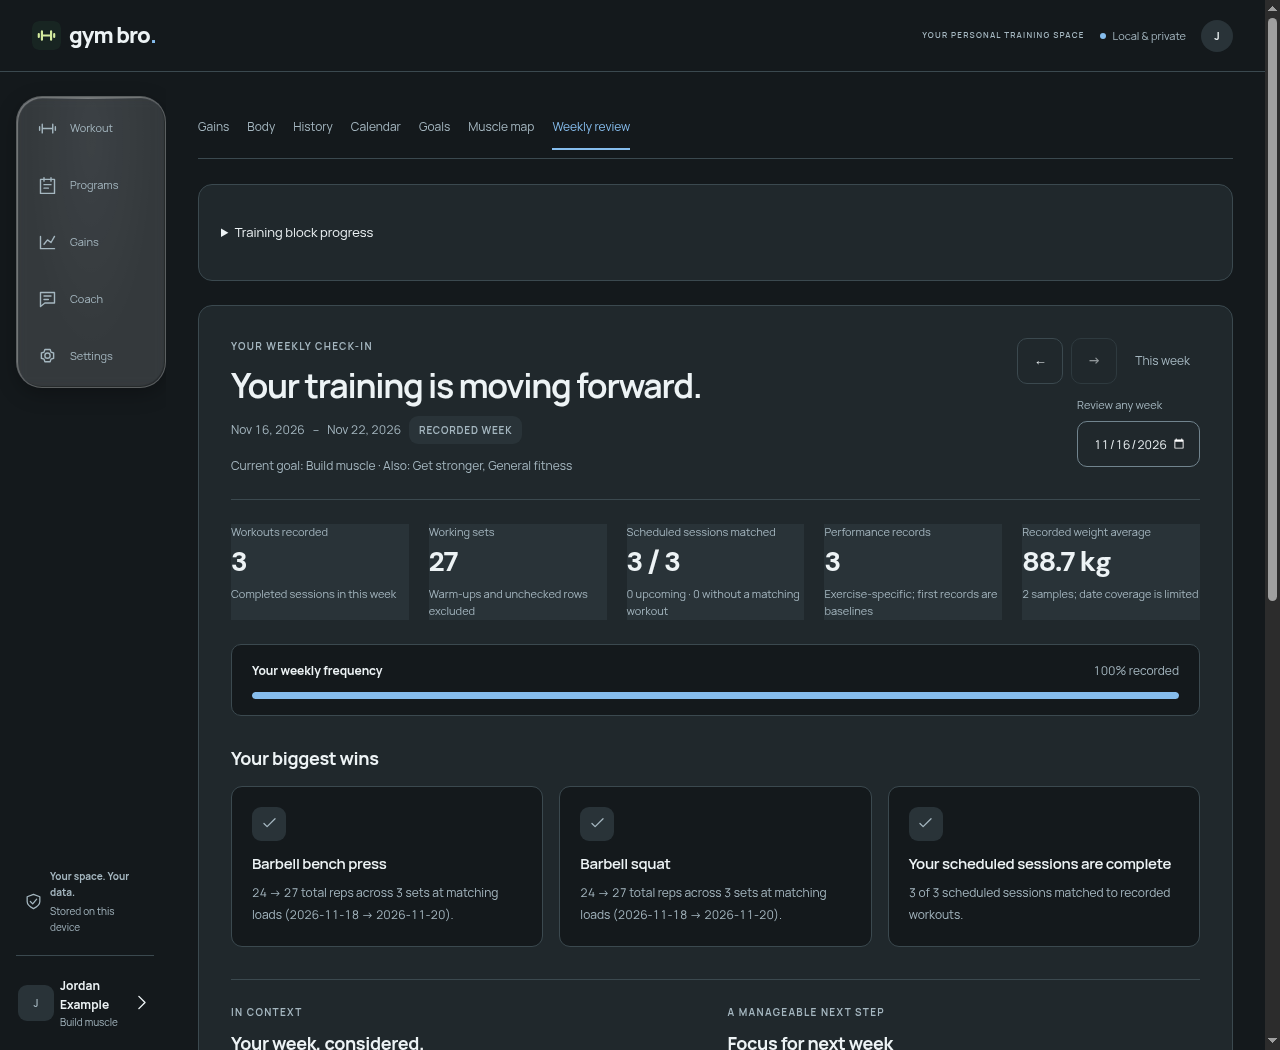 gym bro.
YOUR PERSONAL TRAINING SPACE
Local & private
J
Workout
Programs
Gains
Coach
Settings
Gains
Body
History
Calendar
Goals
Muscle map
Weekly review
Training block progress
YOUR WEEKLY CHECK-IN
Your training is moving forward.
Nov 16, 2026 – Nov 22, 2026 RECORDED WEEK
Current goal: Build muscle · Also: Get stronger, General fitness
← → This week
Review any week
11/16/2026
Workouts recorded
3
Completed sessions in this week
Working sets
27
Warm-ups and unchecked rows
excluded
Scheduled sessions matched
3 / 3
0 upcoming · 0 without a matching
workout
Performance records
3
Exercise-specific; first records are
baselines
Recorded weight average
88.7 kg
2 samples; date coverage is limited
Your weekly frequency
100% recorded
Your biggest wins
Barbell bench press
24 → 27 total reps across 3 sets at matching
loads (2026-11-18 → 2026-11-20).
Barbell squat
24 → 27 total reps across 3 sets at matching
loads (2026-11-18 → 2026-11-20).
Your scheduled sessions are complete
3 of 3 scheduled sessions matched to recorded
workouts.
IN CONTEXT
Your week, considered.
A MANAGEABLE NEXT STEP
Focus for next week
Your space. Your
data.
Stored on this
device
J
Jordan
Example
Build muscle